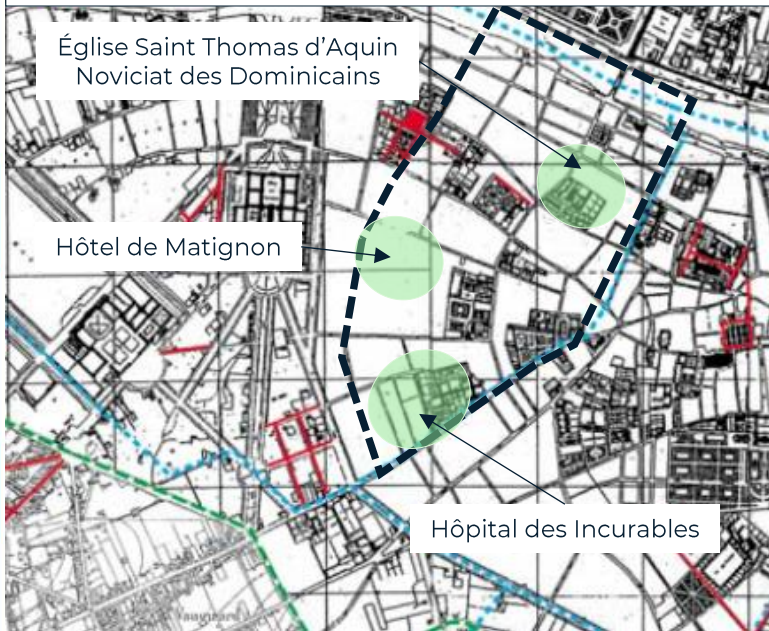 Église Saint Thomas d’Aquin
Noviciat des Dominicains
Hôtel de Matignon
Hôpital des Incurables